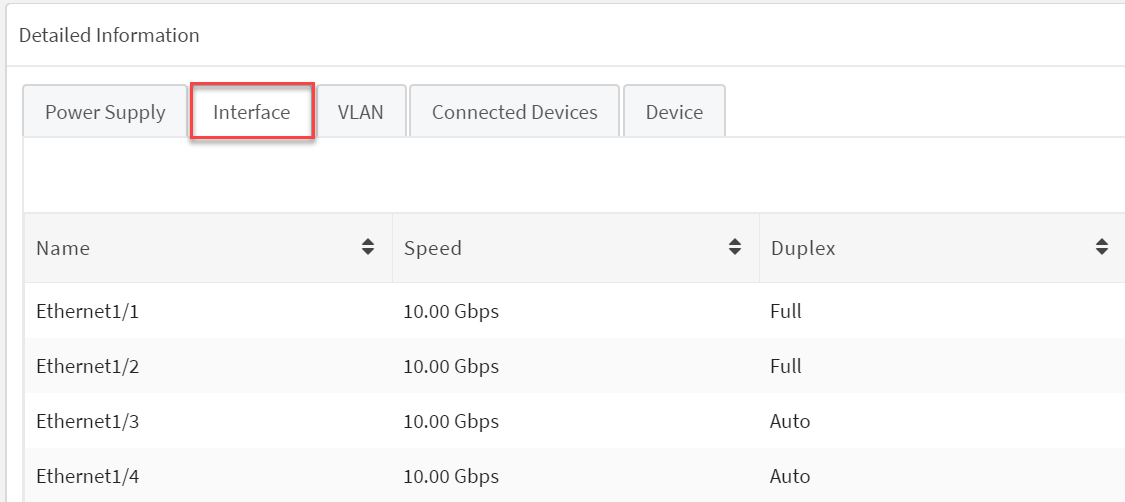 Detailed Information
Power Supply Interface VLAN Connected Devices Device
Name Speed Duplex
Ethernet1/1 10.00 Gbps Full
Ethernet1/2 10.00 Gbps Full
Ethernet1/3 10.00 Gbps Auto
Ethernet1/4 10.00 Gbps Auto